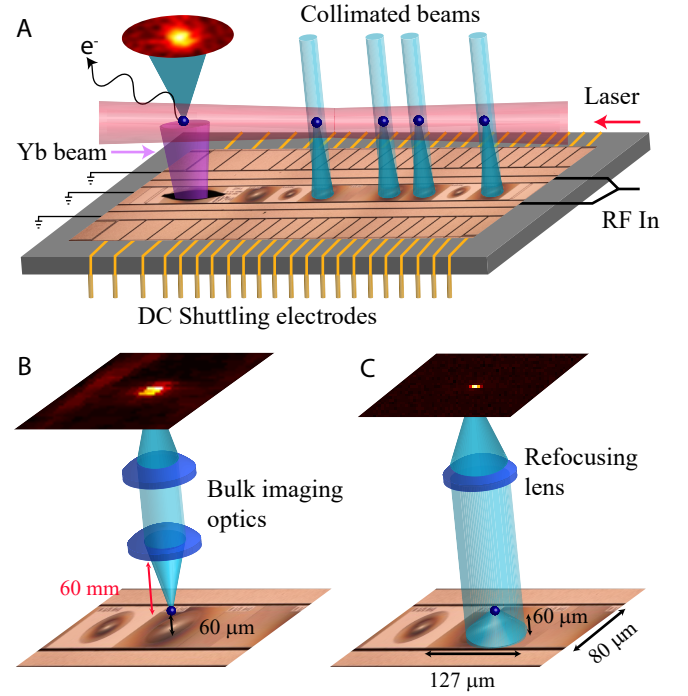 A
Collimated beams
e-
Laser
Yb beam
RF In
DC Shuttling electrodes
B
C
Bulk imaging
optics
Refocusing
lens
60 mm
60 μm
60 μm
80 μm
127 μm